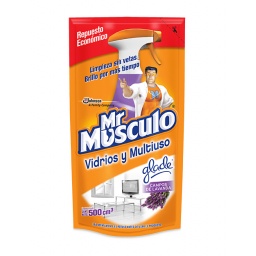 Repuesto
Económico
Limpieza sin vetas.
Brillo por más tiempo
Mr
Músculo
Vidrios y Multiuso
glade
CAMPOS
DE LAVANDA
500 cm³